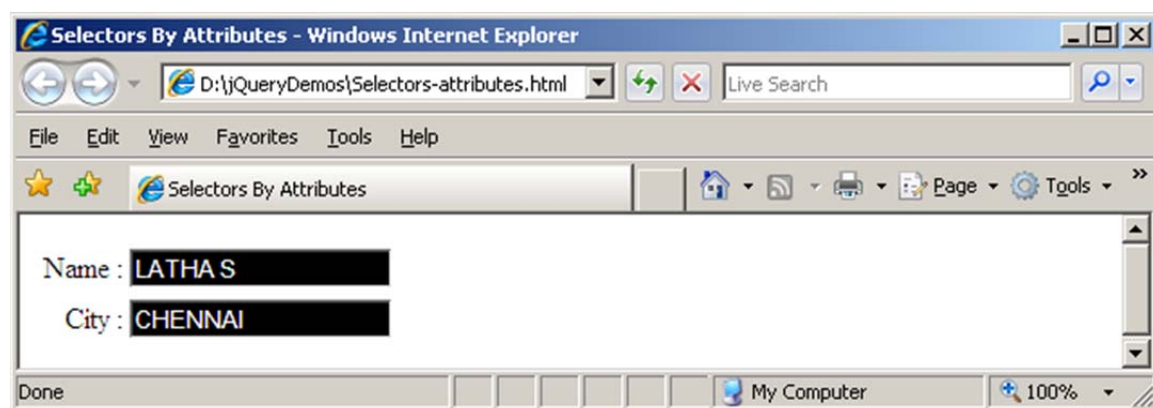 Selectors By Attributes - Windows Internet Explorer
D:\jQueryDemos\Selectors-attributes.html Live Search
File Edit View Favorites Tools Help
Selectors By Attributes Page Tools »
Name : LATHA S
City : CHENNAI
Done My Computer 100%